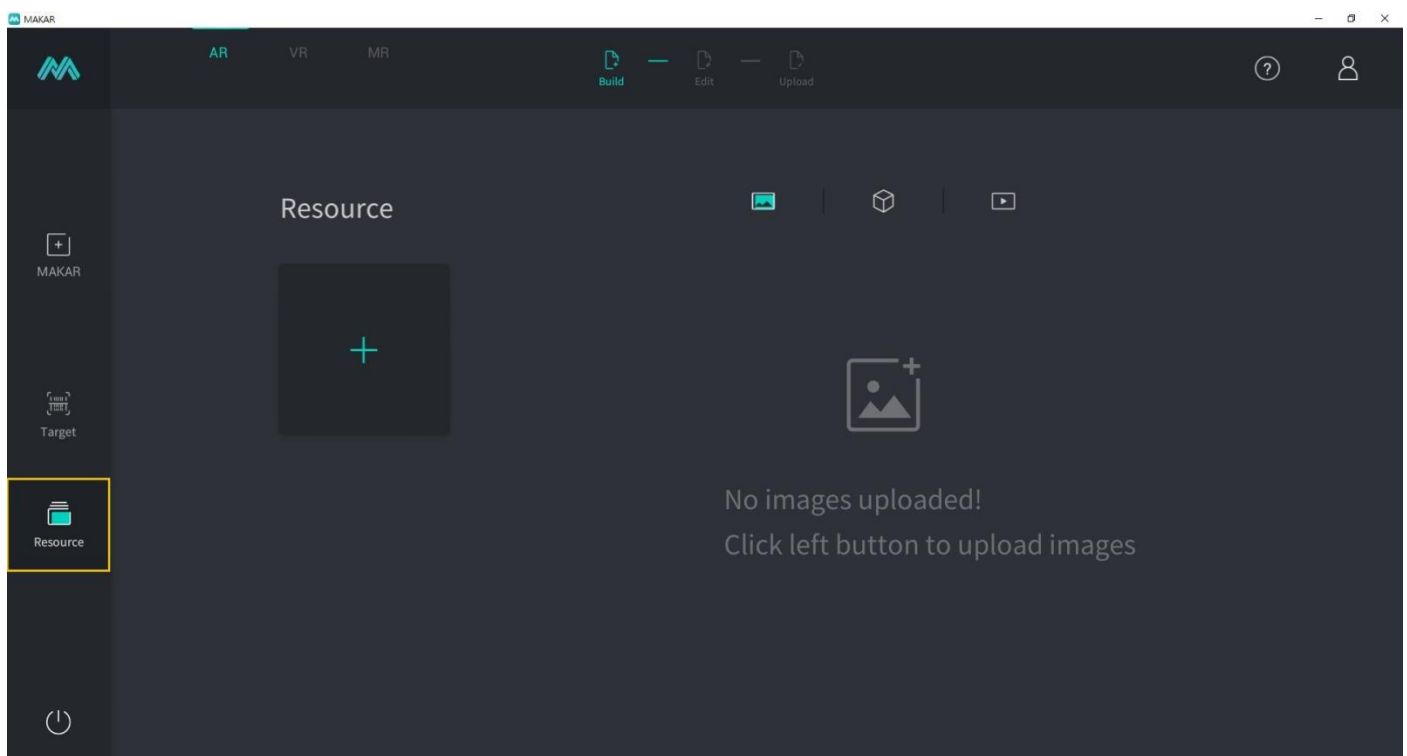 MAKAR
AR VR MR
Build Edit Upload
Resource
MAKAR
Target
Resource
No images uploaded!
Click left button to upload images